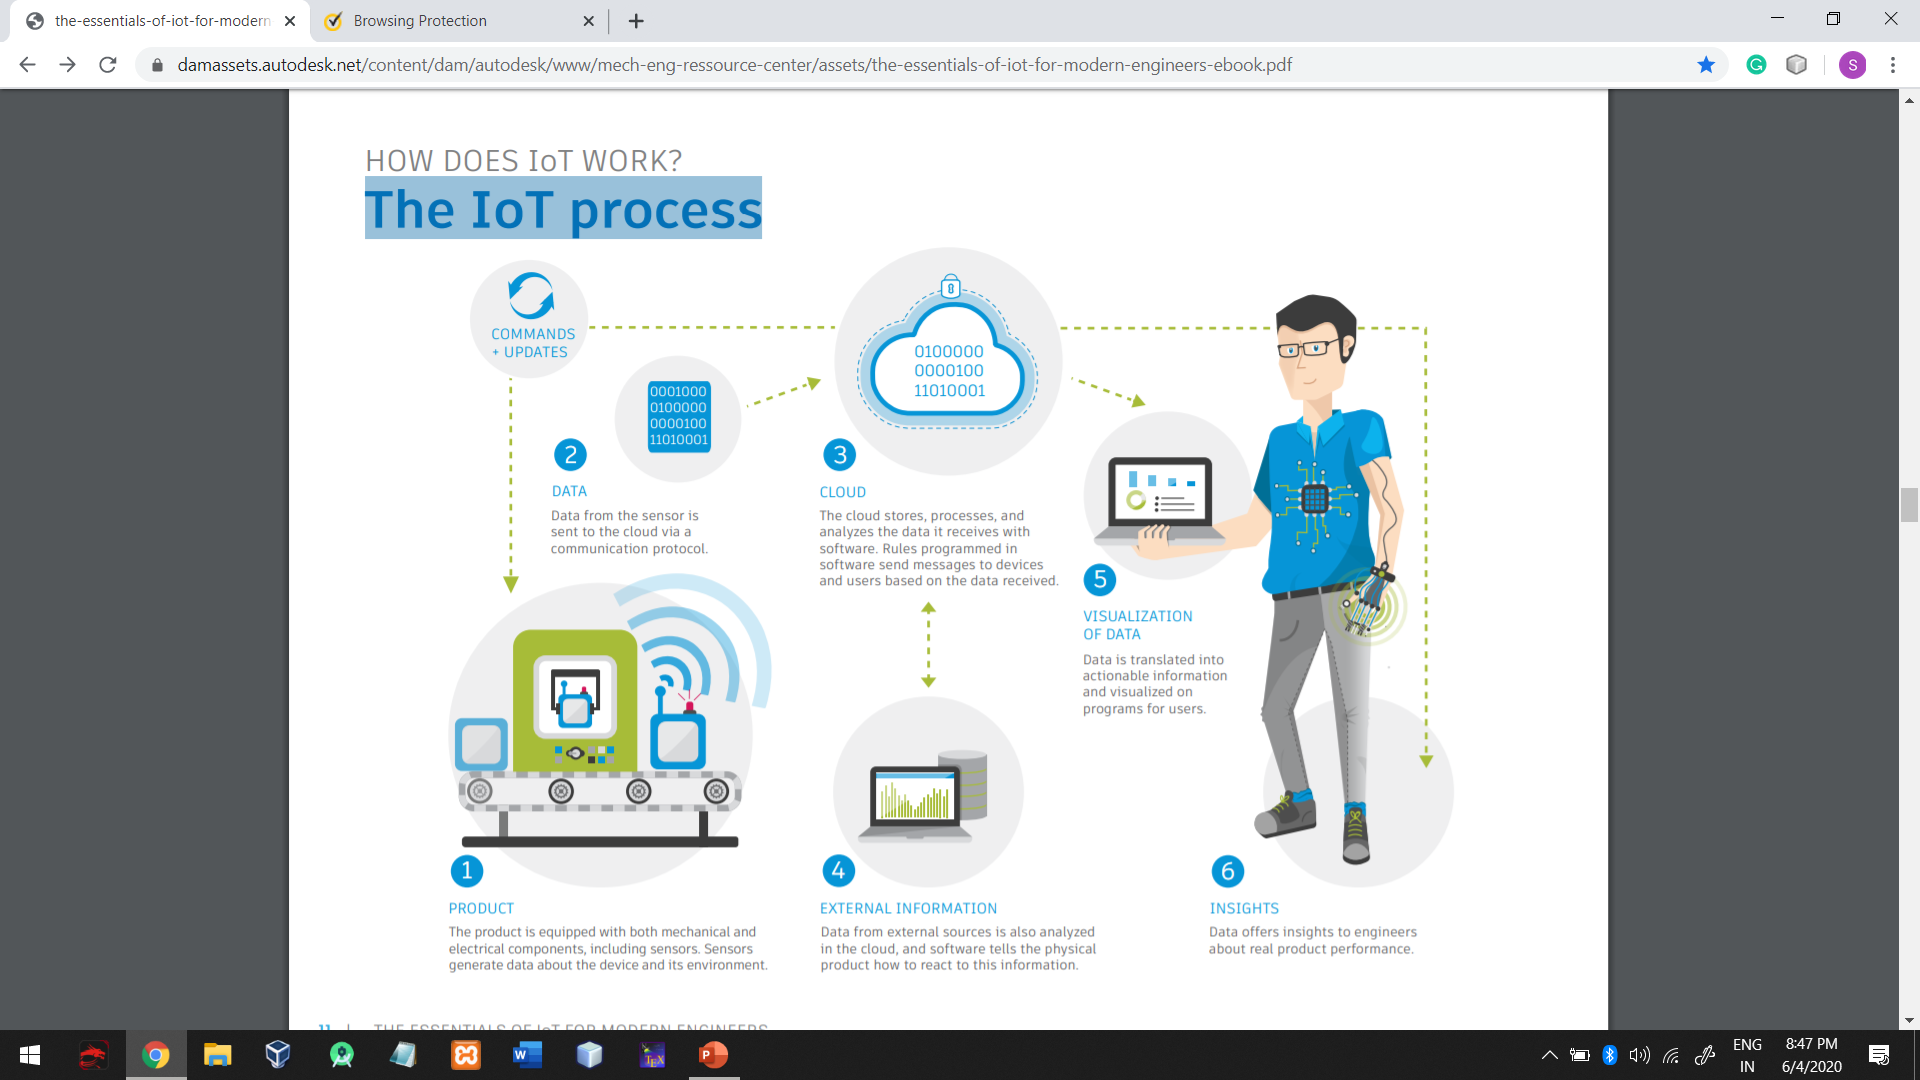 the-essentials-of-iot-for-modern
Browsing Protection
damassets.autodesk.net/content/dam/autodesk/www/mech-eng-ressource-center/assets/the-essentials-of-iot-for-modern-engineers-ebook.pdf
S
HOW DOES IoT WORK?
The IoT process
COMMANDS
+ UPDATES
0001000
0100000
0000100
11010001
2
DATA
Data from the sensor is
sent to the cloud via a
communication protocol.
0100000
0000100
11010001
3
CLOUD
The cloud stores, processes, and
analyzes the data it receives with
software. Rules programmed in
software send messages to devices
and users based on the data received.
5
VISUALIZATION
OF DATA
Data is translated into
actionable information
and visualized on
programs for users.
1
PRODUCT
The product is equipped with both mechanical and
electrical components, including sensors. Sensors
generate data about the device and its environment.
4
EXTERNAL INFORMATION
Data from external sources is also analyzed
in the cloud, and software tells the physical
product how to react to this information.
6
INSIGHTS
Data offers insights to engineers
about real product performance.
11 | THE ESSENTIALS OF IoT FOR MODERN ENGINEERS
ENG
IN
8:47 PM
6/4/2020